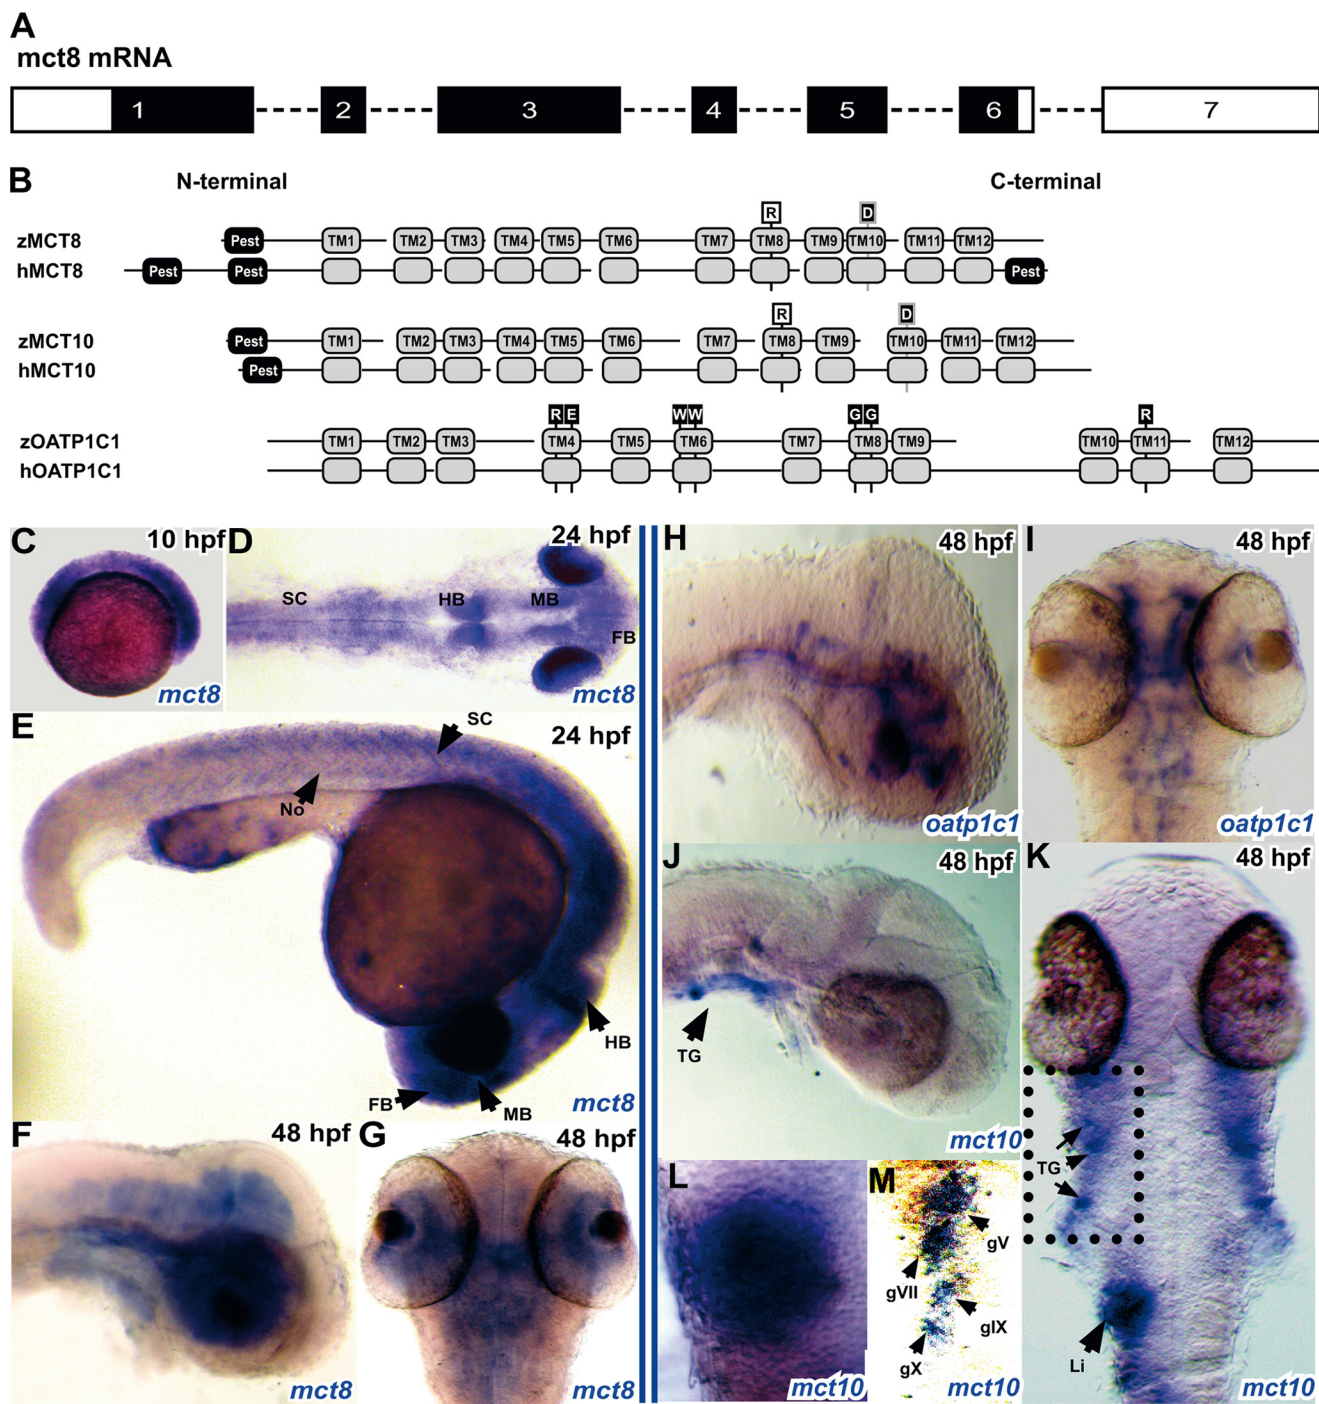 A
mct8 mRNA
1 2 3 4 5 6 7
B
N-terminal C-terminal
R D
zMCT8 Pest TM1 TM2 TM3 TM4 TM5 TM6 TM7 TM8 TM9 TM10 TM11 TM12
hMCT8 Pest Pest Pest
R D
zMCT10 Pest TM1 TM2 TM3 TM4 TM5 TM6 TM7 TM8 TM9 TM10 TM11 TM12
hMCT10 Pest
R E W W G G R
zOATP1C1 TM1 TM2 TM3 TM4 TM5 TM6 TM7 TM8 TM9 TM10 TM11 TM12
hOATP1C1
C 10 hpf
mct8
D 24 hpf
SC HB MB
FB
mct8
E 24 hpf
SC
No
HB
FB MB
mct8
F 48 hpf
mct8
G 48 hpf
mct8
H 48 hpf
oatp1c1
I 48 hpf
oatp1c1
J 48 hpf
TG
mct10
K 48 hpf
TG
Li
mct10
L
mct10
M
gV
gVII
gIX
gX
mct10